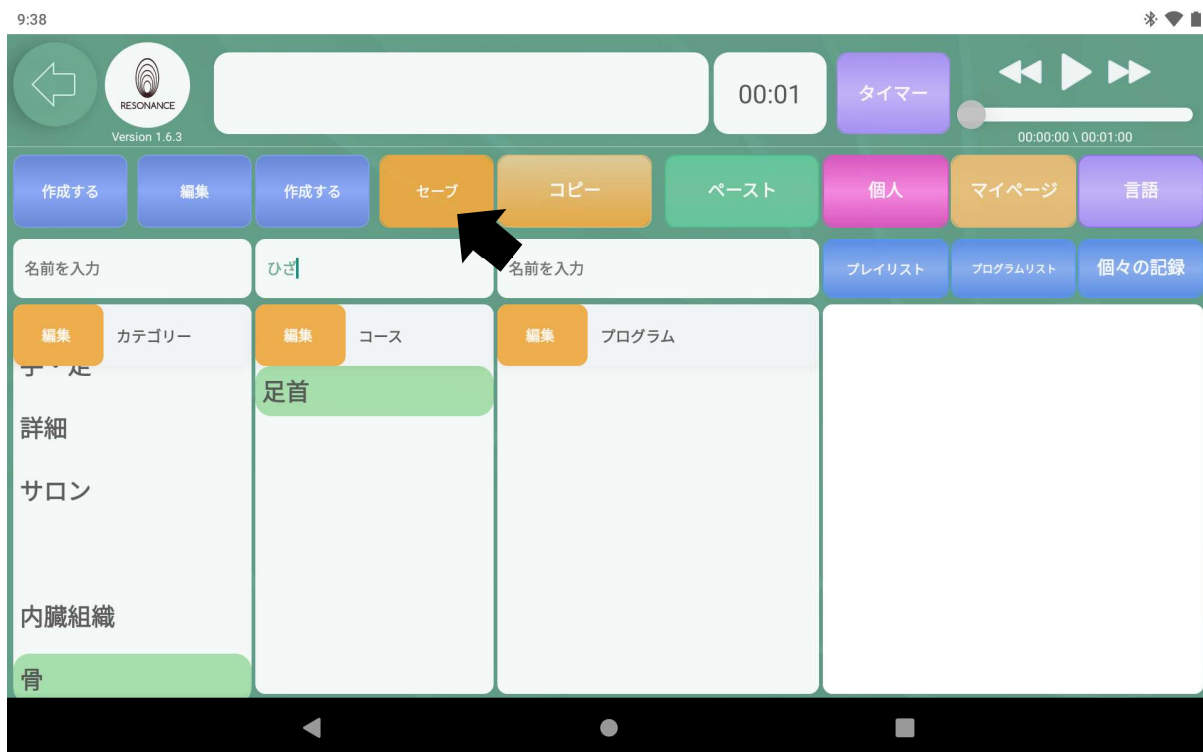 9:38
RESONANCE
Version 1.6.3
00:01
タイマー
00:00:00 \ 00:01:00
作成する
編集
作成する
セーブ
コピー
ペースト
個人
マイページ
言語
名前を入力
ひざ
名前を入力
プレイリスト
プログラムリスト
個々の記録
編集 カテゴリー
編集 コース
編集 プログラム
足首
詳細
サロン
内臓組織
骨